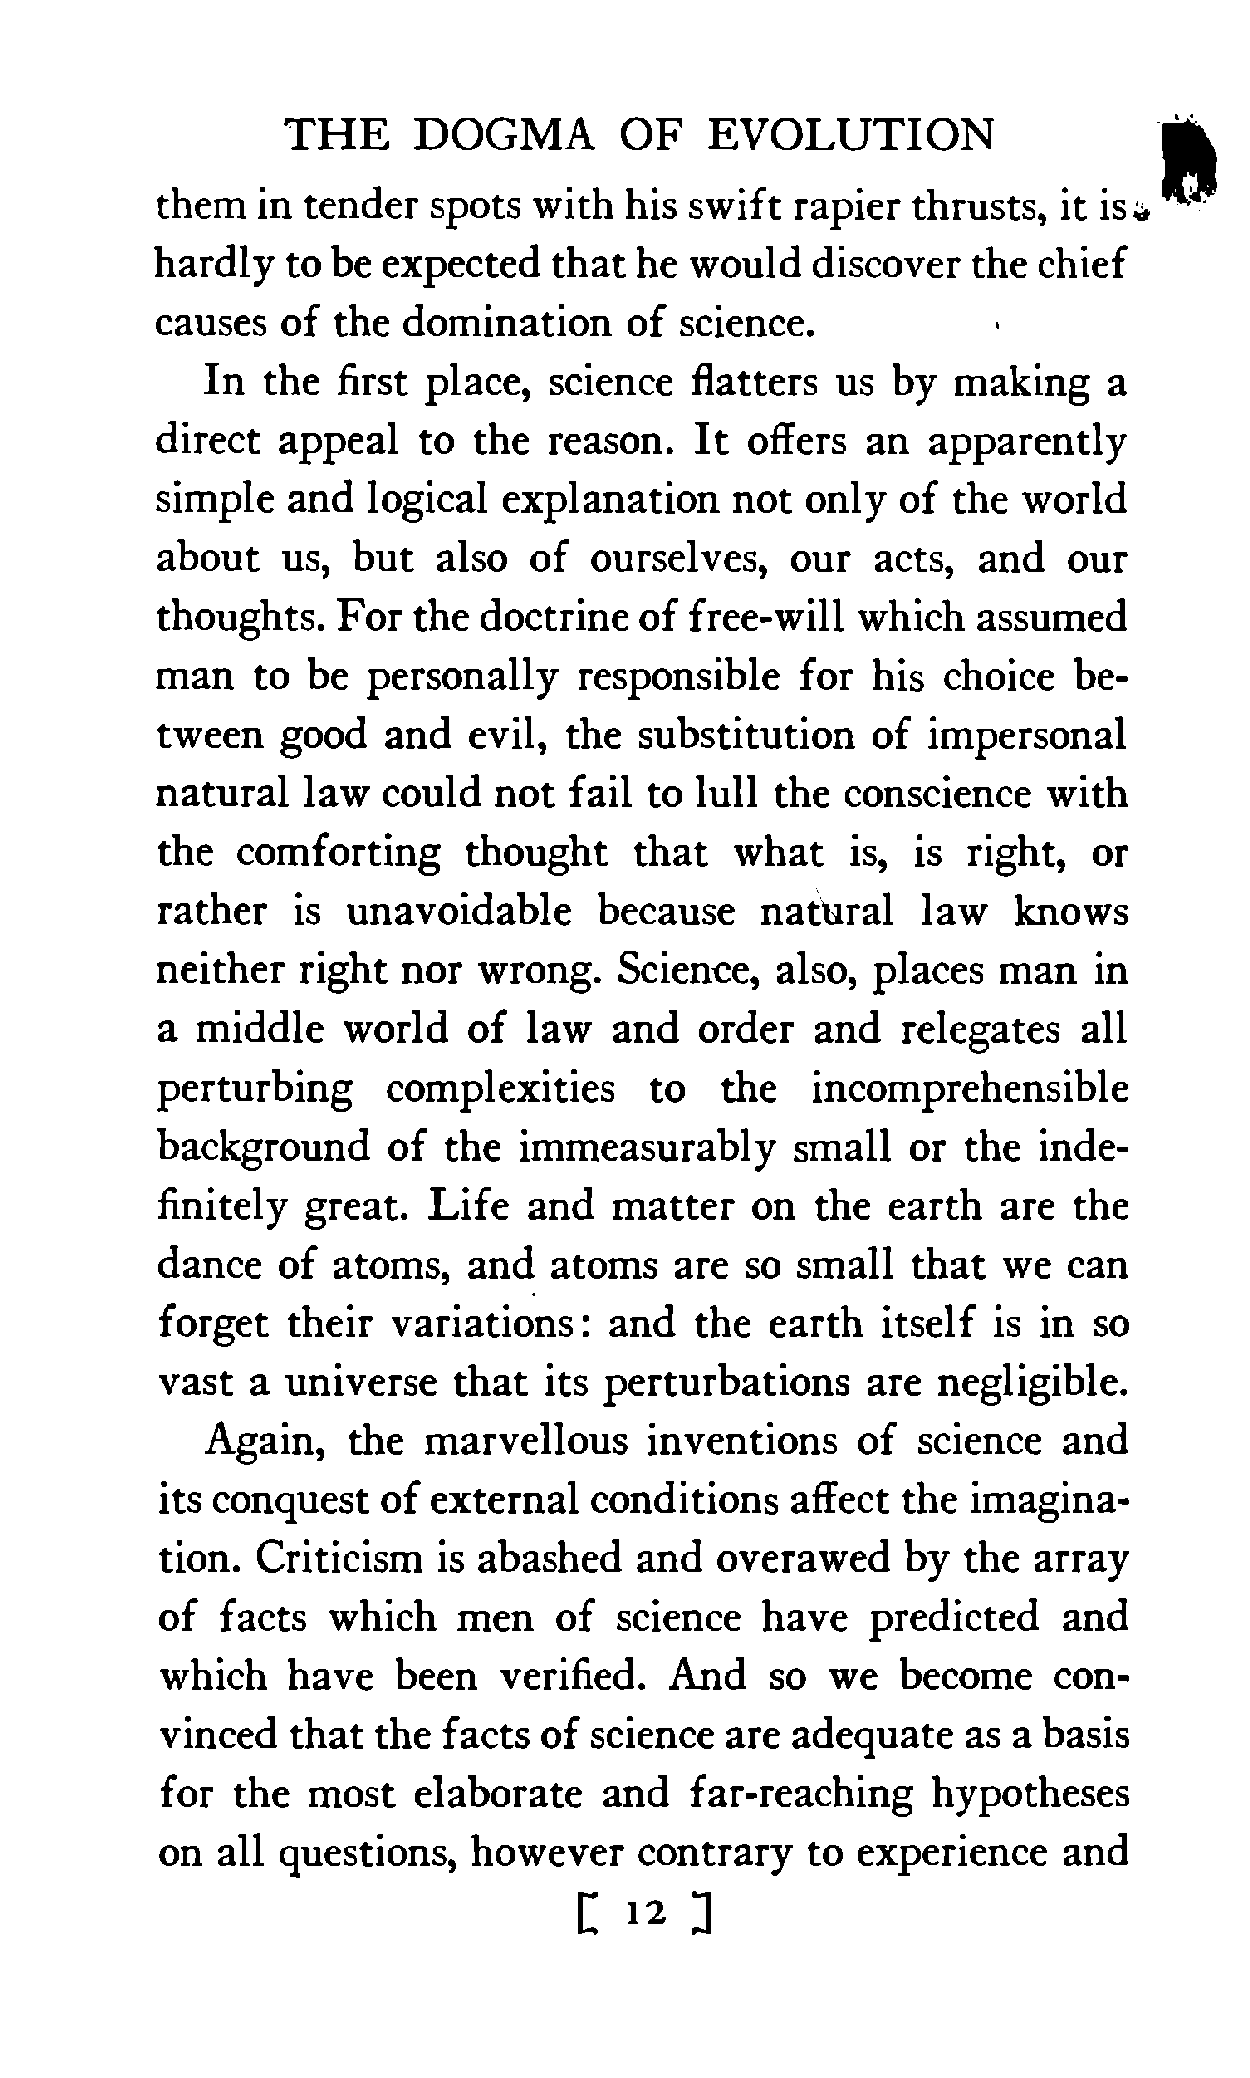 THE DOGMA OF EVOLUTION
them in tender spots with his swift rapier thrusts, it is
hardly to be expected that he would discover the chief
causes of the domination of science.
In the first place, science flatters us by making a
direct appeal to the reason. It offers an apparently
simple and logical explanation not only of the world
about us, but also of ourselves, our acts, and our
thoughts. For the doctrine of free-will which assumed
man to be personally responsible for his choice be-
tween good and evil, the substitution of impersonal
natural law could not fail to lull the conscience with
the comforting thought that what is, is right, or
rather is unavoidable because natural law knows
neither right nor wrong. Science, also, places man in
a middle world of law and order and relegates all
perturbing complexities to the incomprehensible
background of the immeasurably small or the inde-
finitely great. Life and matter on the earth are the
dance of atoms, and atoms are so small that we can
forget their variations: and the earth itself is in so
vast a universe that its perturbations are negligible.
Again, the marvellous inventions of science and
its conquest of external conditions affect the imagina-
tion. Criticism is abashed and overawed by the array
of facts which men of science have predicted and
which have been verified. And so we become con-
vinced that the facts of science are adequate as a basis
for the most elaborate and far-reaching hypotheses
on all questions, however contrary to experience and
[ 12 ]